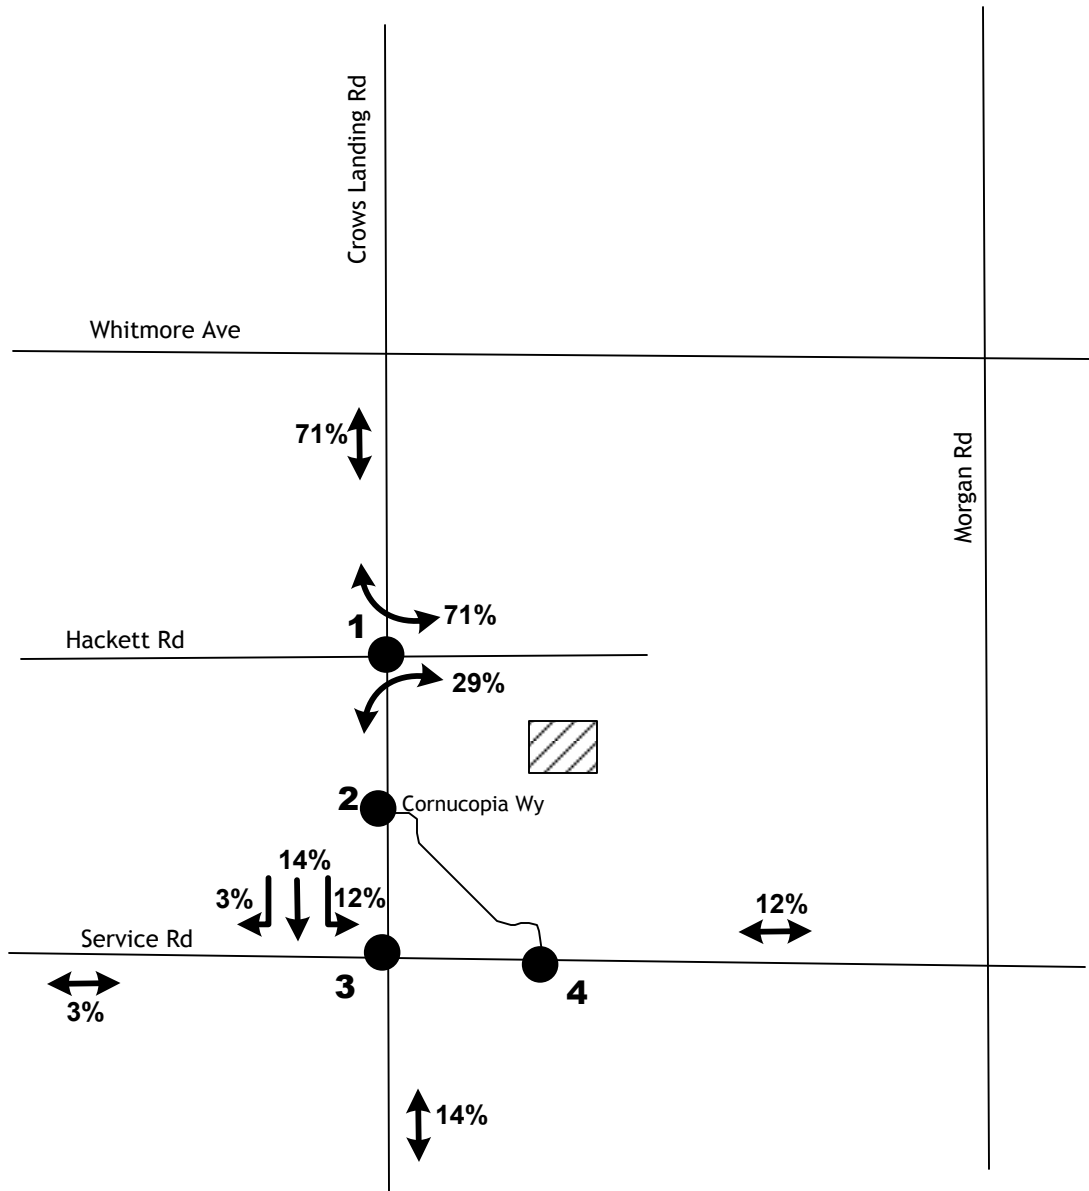 Crows Landing Rd
Whitmore Ave
71%
Morgan Rd
71%
1
Hackett Rd
29%
2
Cornucopia Wy
14%
3%
12%
12%
Service Rd
3
4
3%
14%